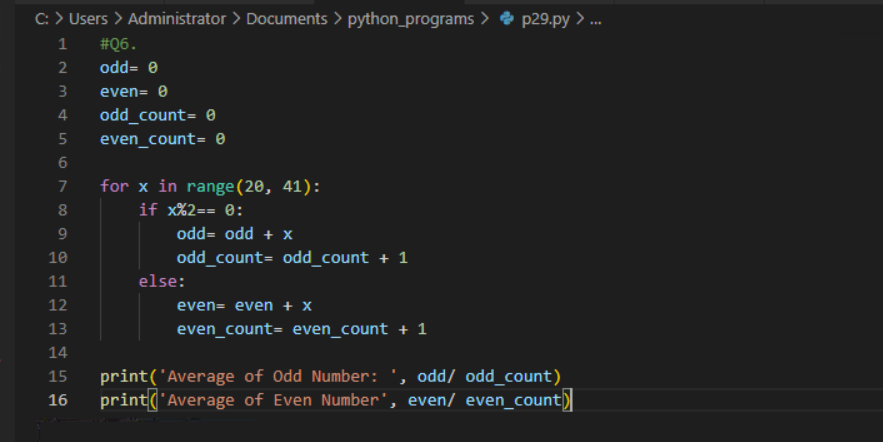 C: > Users > Administrator > Documents > python_programs > p29.py > ...
1 #Q6.
2 odd= 0
3 even= 0
4 odd_count= 0
5 even_count= 0
6
7 for x in range(20, 41):
8     if x%2== 0:
9         odd= odd + x
10         odd_count= odd_count + 1
11     else:
12         even= even + x
13         even_count= even_count + 1
14
15 print('Average of Odd Number: ', odd/ odd_count)
16 print('Average of Even Number', even/ even_count)